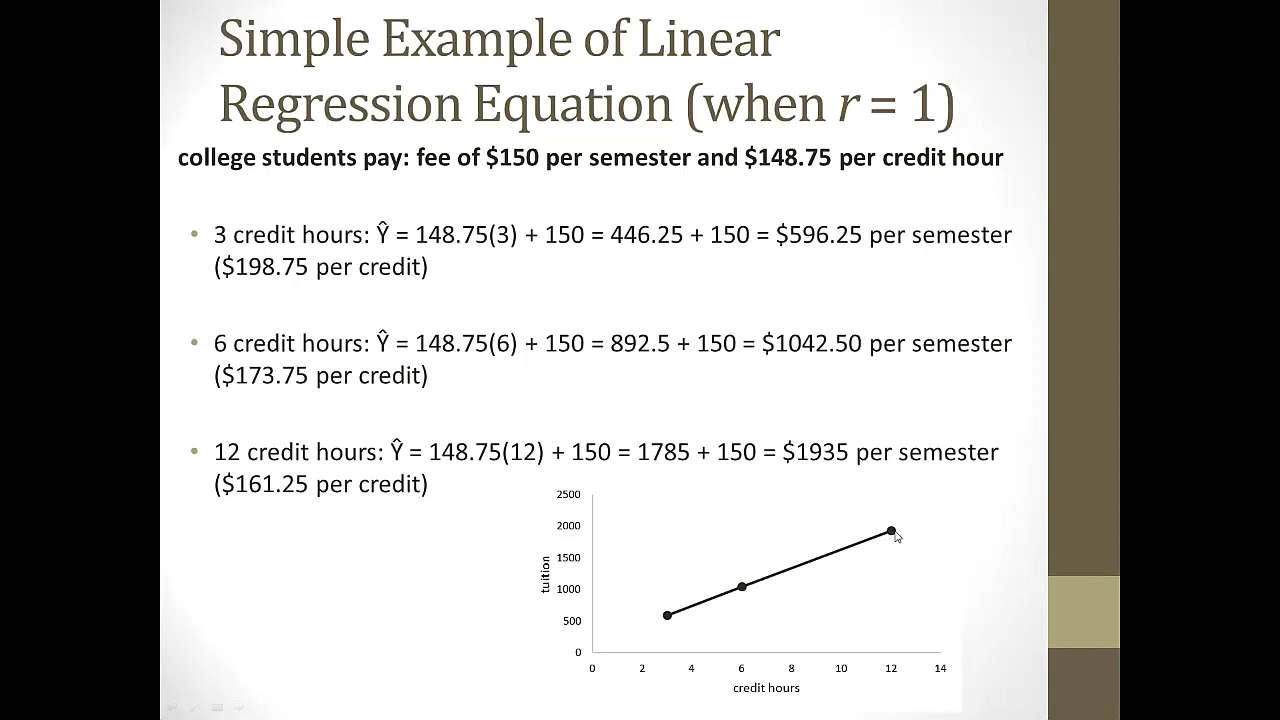 Simple Example of Linear
Regression Equation (when r = 1)
college students pay: fee of $150 per semester and $148.75 per credit hour
• 3 credit hours: Ŷ = 148.75(3) + 150 = 446.25 + 150 = $596.25 per semester
($198.75 per credit)
• 6 credit hours: Ŷ = 148.75(6) + 150 = 892.5 + 150 = $1042.50 per semester
($173.75 per credit)
• 12 credit hours: Ŷ = 148.75(12) + 150 = 1785 + 150 = $1935 per semester
($161.25 per credit)
2500
2000
1500
1000
500
0
tuition
0 2 4 6 8 10 12 14
credit hours